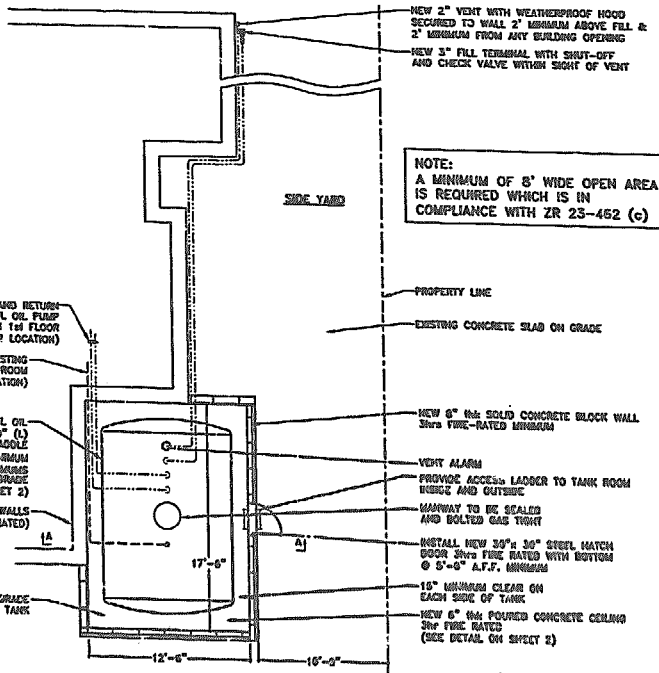 NEW 2" VENT WITH WEATHERPROOF HOOD
SECURED TO WALL 2' MINIMUM ABOVE FILL &
2' MINIMUM FROM ANY BUILDING OPENING
NEW 3" FILL TERMINAL WITH SHUT-OFF
AND CHECK VALVE WITHIN SIGHT OF VENT
NOTE:
A MINIMUM OF 8' WIDE OPEN AREA
IS REQUIRED WHICH IS IN
COMPLIANCE WITH ZR 23-462 (c)
SIDE YARD
PROPERTY LINE
EXISTING CONCRETE SLAB ON GRADE
AND RETURN
OIL PUMP
1st FLOOR
LOCATION)
ROOM
OIL
(L)
MINIMUM
GRADE
2)
WALLS
NEW 8" thk SOLID CONCRETE BLOCK WALL
3hrs FIRE-RATED MINIMUM
VENT ALARM
PROVIDE ACCESS LADDER TO TANK ROOM
INSIDE AND OUTSIDE
MANWAY TO BE SEALED
AND BOLTED GAS TIGHT
A
A
INSTALL NEW 30"x 30" STEEL HATCH
DOOR 3hrs FIRE RATED WITH BOTTOM
@ A.F.F. MINIMUM
17'-6"
GRADE
TANK
15" MINIMUM CLEAR ON
EACH SIDE OF TANK
NEW 6" thk POURED CONCRETE CEILING
3hr FIRE RATED
(SEE DETAIL ON SHEET 2)
12'-6"